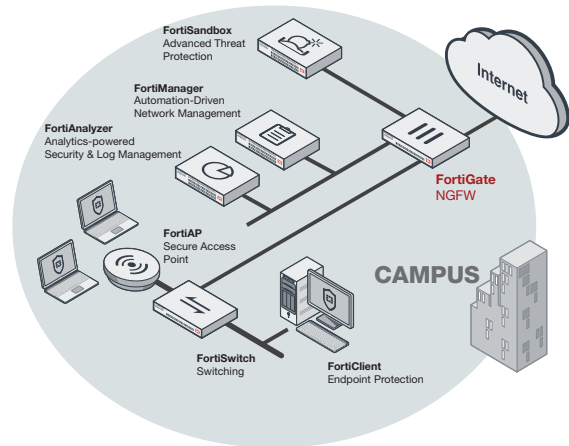 FortiSandbox
Advanced Threat
Protection
Internet
FortiManager
Automation-Driven
Network Management
FortiAnalyzer
Analytics-powered
Security & Log Management
FortiGate
NGFW
FortiAP
Secure Access
Point
CAMPUS
FortiSwitch
Switching
FortiClient
Endpoint Protection